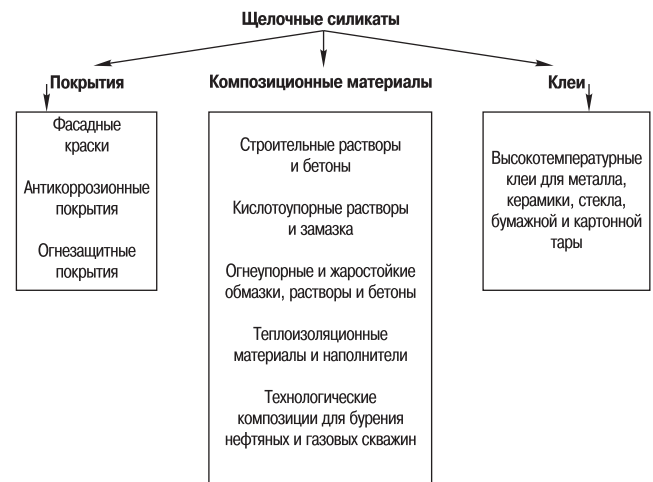 Щелочные силикаты
Покрытия
Композиционные материалы
Клеи
Фасадные
краски
Антикоррозионные
покрытия
Огнезащитные
покрытия
Строительные растворы
и бетоны
Кислотоупорные растворы
и замазка
Огнеупорные и жаростойкие
обмазки, растворы и бетоны
Теплоизоляционные
материалы и наполнители
Технологические
композиции для бурения
нефтяных и газовых скважин
Высокотемпературные
клеи для металла,
керамики, стекла,
бумажной и картонной
тары